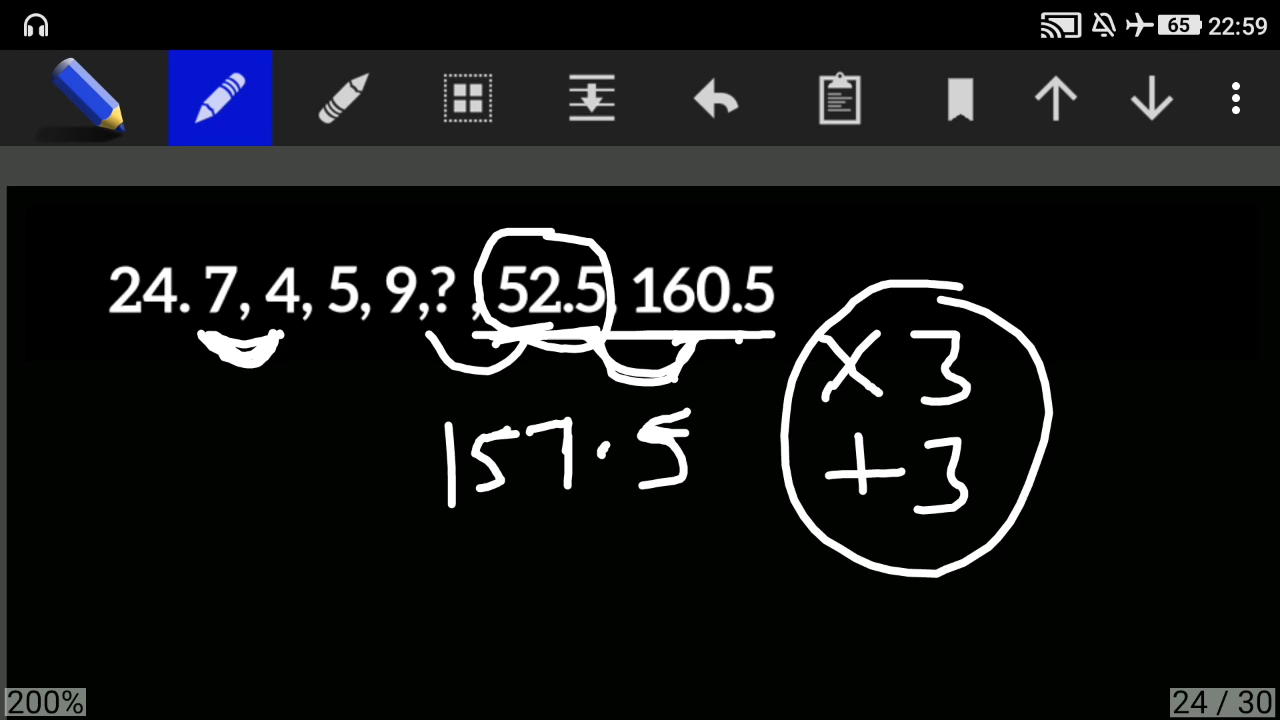 65 22:59
24. 7, 4, 5, 9,? , 52.5, 160.5
× 3
157.5 + 3
200% 24 / 30